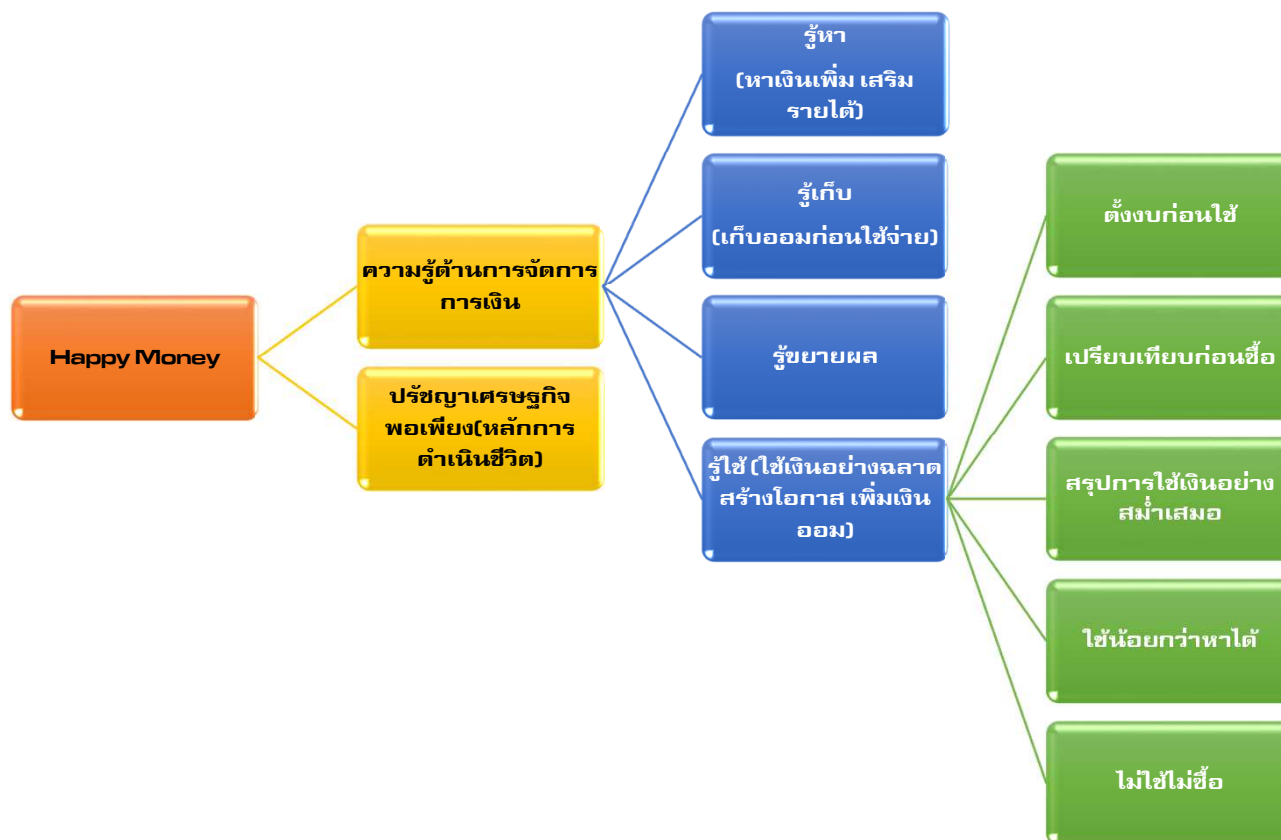 Happy Money
ความรู้ด้านการจัดการ
การเงิน
ปรัชญาเศรษฐกิจ
พอเพียง(หลักการ
ดำเนินชีวิต)
รู้หา
(หาเงินเพิ่ม เสริม
รายได้)
รู้เก็บ
(เก็บออมก่อนใช้จ่าย)
รู้ขยายผล
รู้ใช้ (ใช้เงินอย่างฉลาด
สร้างโอกาส เพิ่มเงิน
ออม)
ตั้งงบก่อนใช้
เปรียบเทียบก่อนซื้อ
สรุปการใช้เงินอย่าง
สม่ำเสมอ
ใช้น้อยกว่าหาได้
ไม่ใช้ไม่ซื้อ